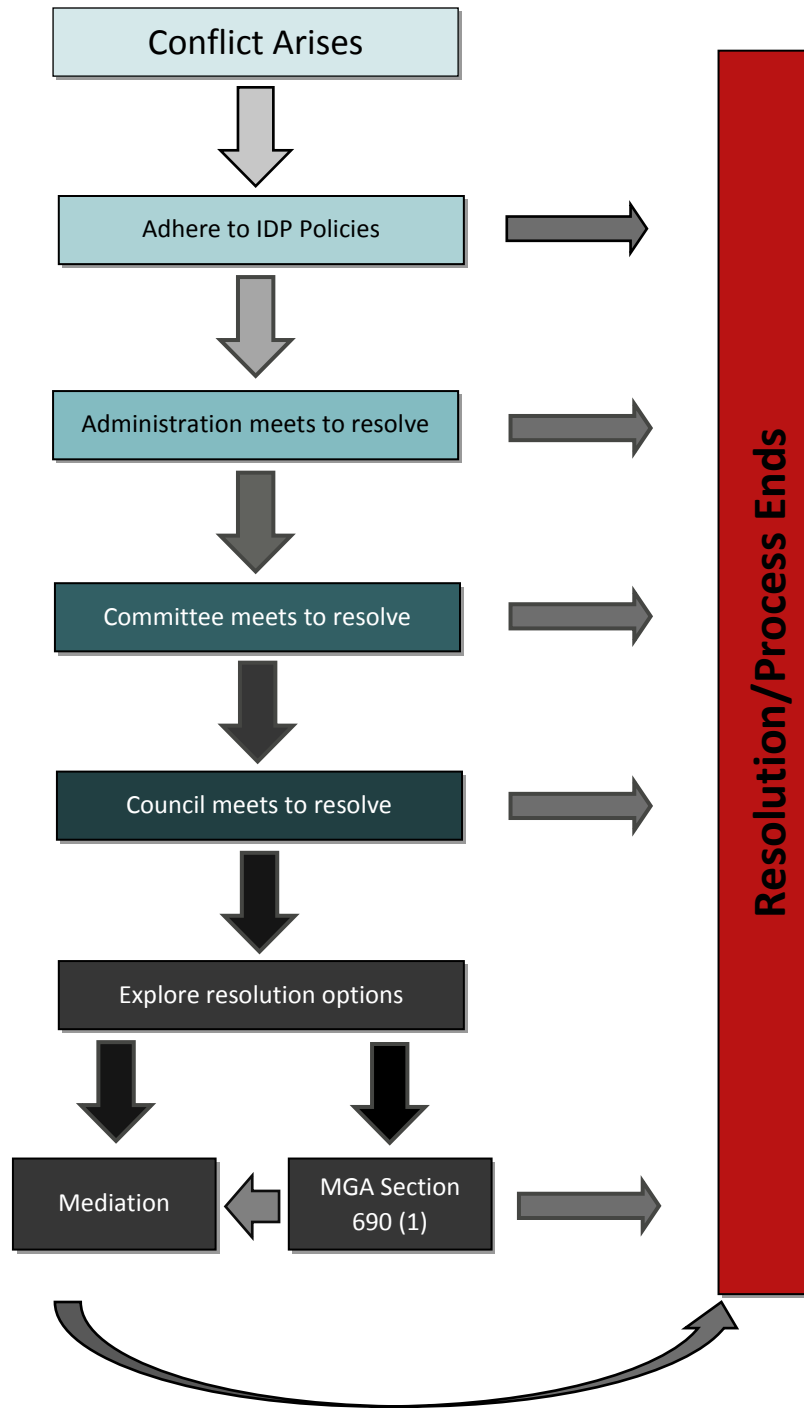 Conflict Arises
Adhere to IDP Policies
Administration meets to resolve
Committee meets to resolve
Council meets to resolve
Explore resolution options
Mediation
MGA Section
690 (1)
Resolution/Process Ends